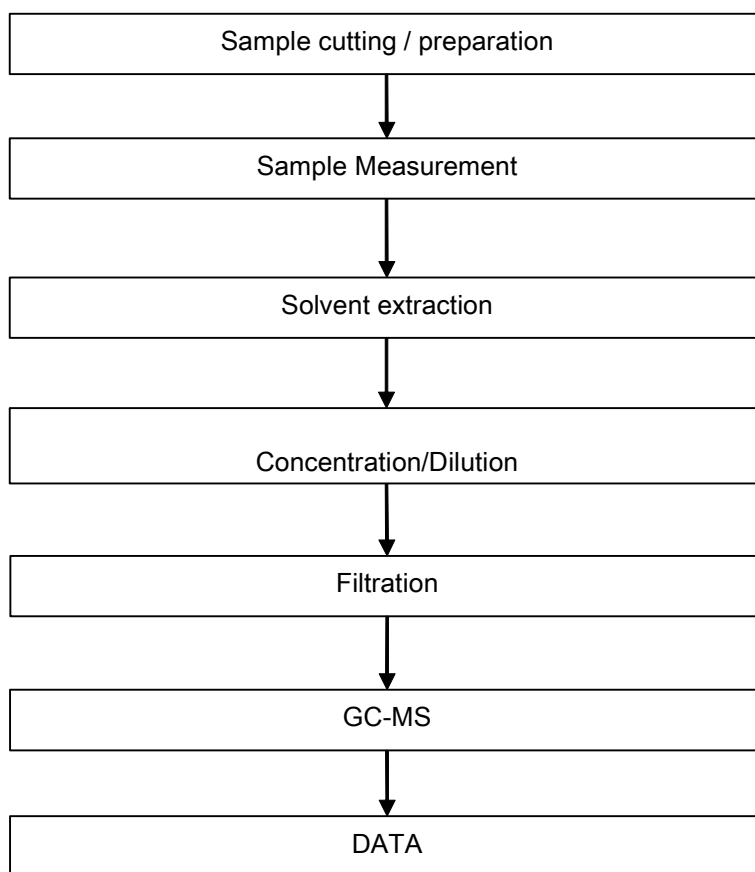 Sample cutting / preparation
Sample Measurement
Solvent extraction
Concentration/Dilution
Filtration
GC-MS
DATA